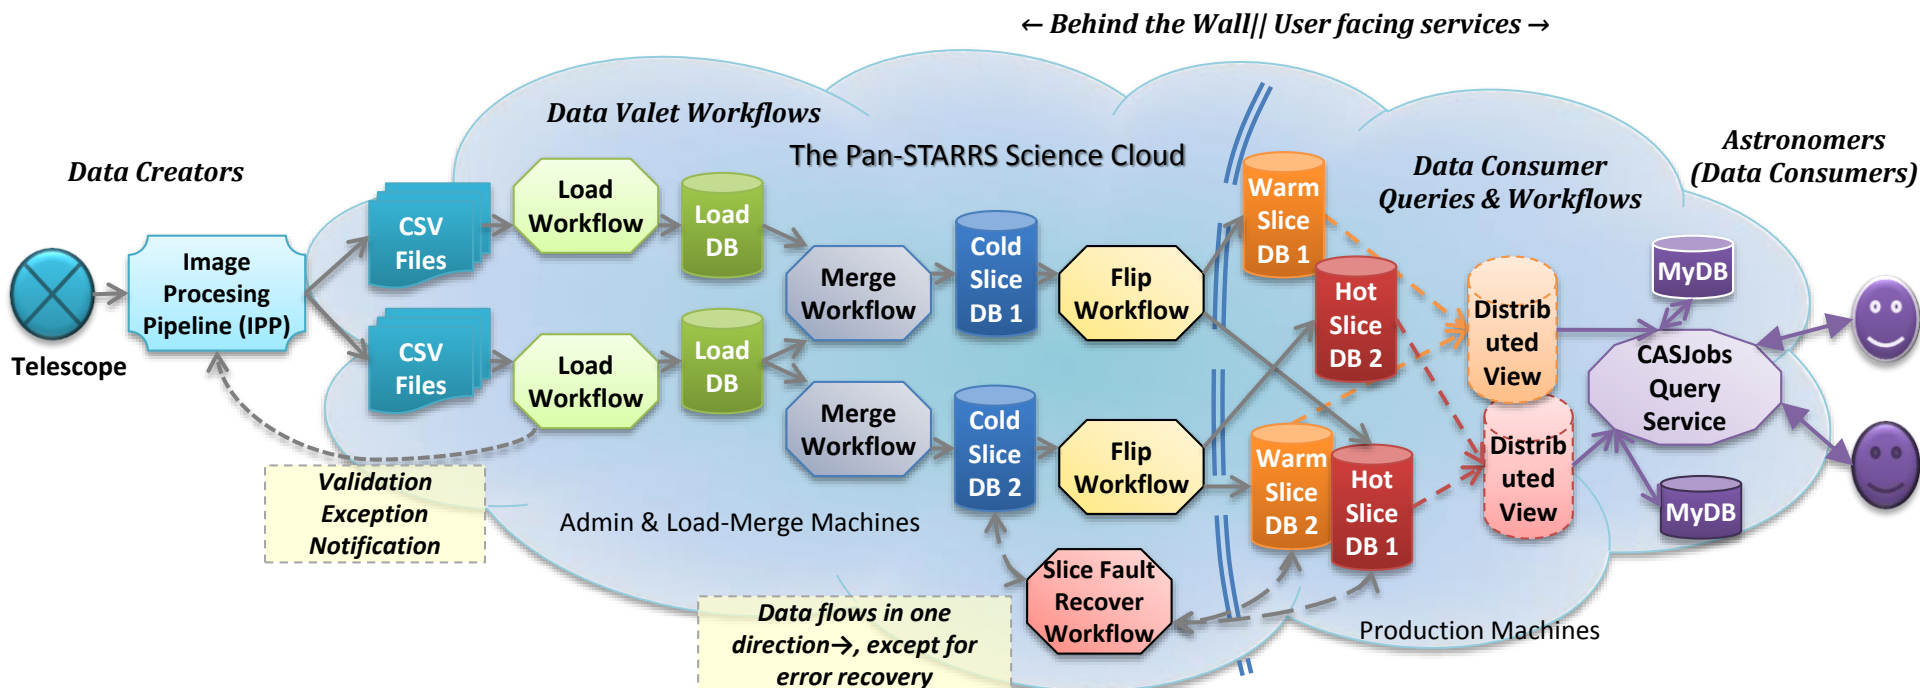 ← Behind the Wall|| User facing services →
Data Valet Workflows
The Pan-STARRS Science Cloud
Data Creators
Data Consumer
Queries & Workflows
Astronomers
(Data Consumers)
Telescope
Image
Procesing
Pipeline (IPP)
CSV
Files
CSV
Files
Load
Workflow
Load
Workflow
Load
DB
Load
DB
Merge
Workflow
Merge
Workflow
Cold
Slice
DB 1
Cold
Slice
DB 2
Flip
Workflow
Flip
Workflow
Warm
Slice
DB 1
Hot
Slice
DB 2
Warm
Slice
DB 2
Hot
Slice
DB 1
Distrib
uted
View
Distrib
uted
View
MyDB
CASJobs
Query
Service
MyDB
Validation
Exception
Notification
Admin & Load-Merge Machines
Slice Fault
Recover
Workflow
Data flows in one
direction→, except for
error recovery
Production Machines